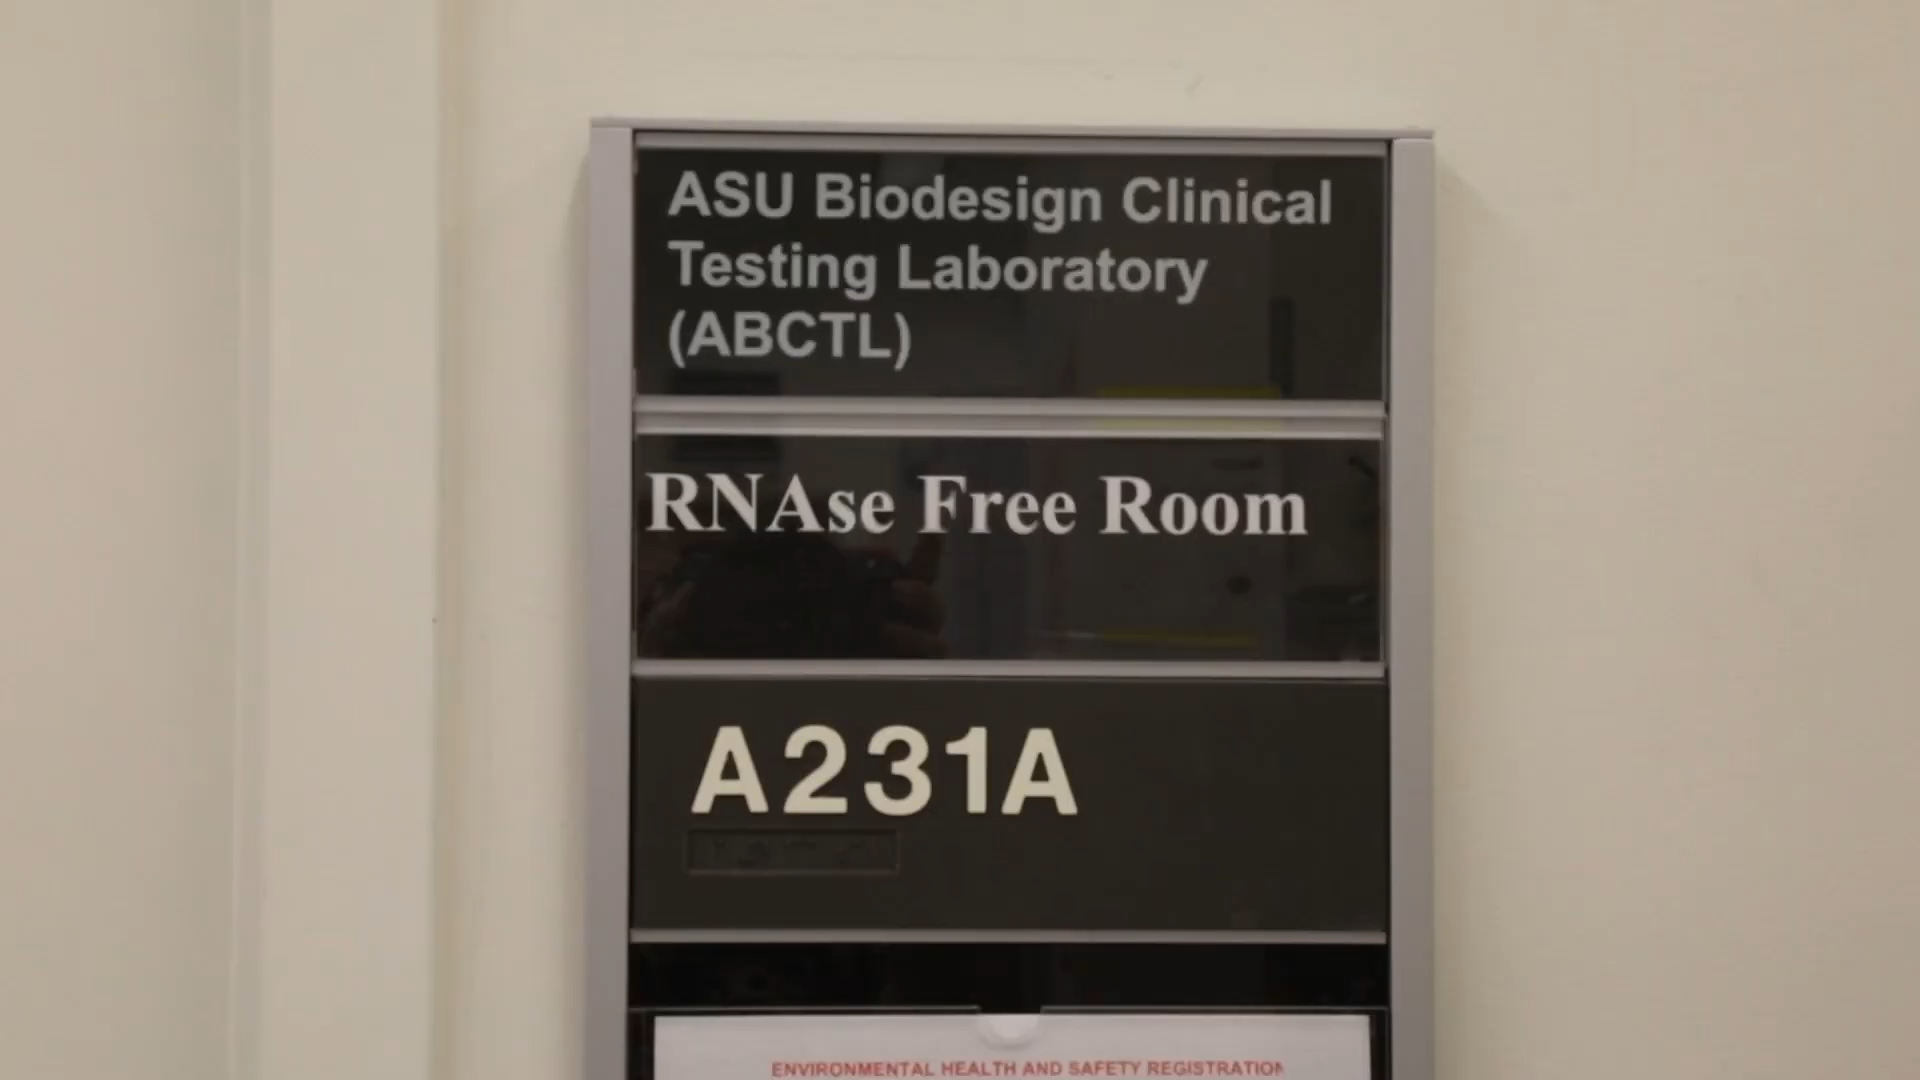 ASU Biodesign Clinical
Testing Laboratory
(ABCTL)
RNAse Free Room
A231A
ENVIRONMENTAL HEALTH AND SAFETY REGISTRATION